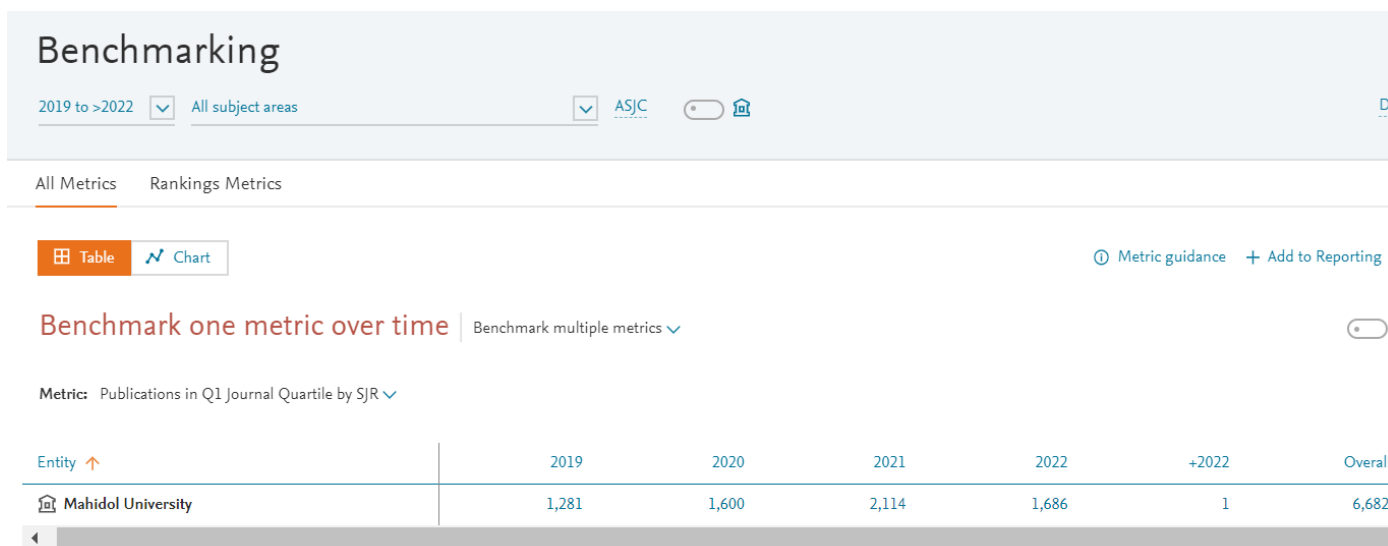 Benchmarking
2019 to >2022 All subject areas ASJC D
All Metrics Rankings Metrics
Table Chart Metric guidance + Add to Reporting
Benchmark one metric over time Benchmark multiple metrics
Metric: Publications in Q1 Journal Quartile by SJR
Entity 2019 2020 2021 2022 +2022 Overal
Mahidol University 1,281 1,600 2,114 1,686 1 6,682